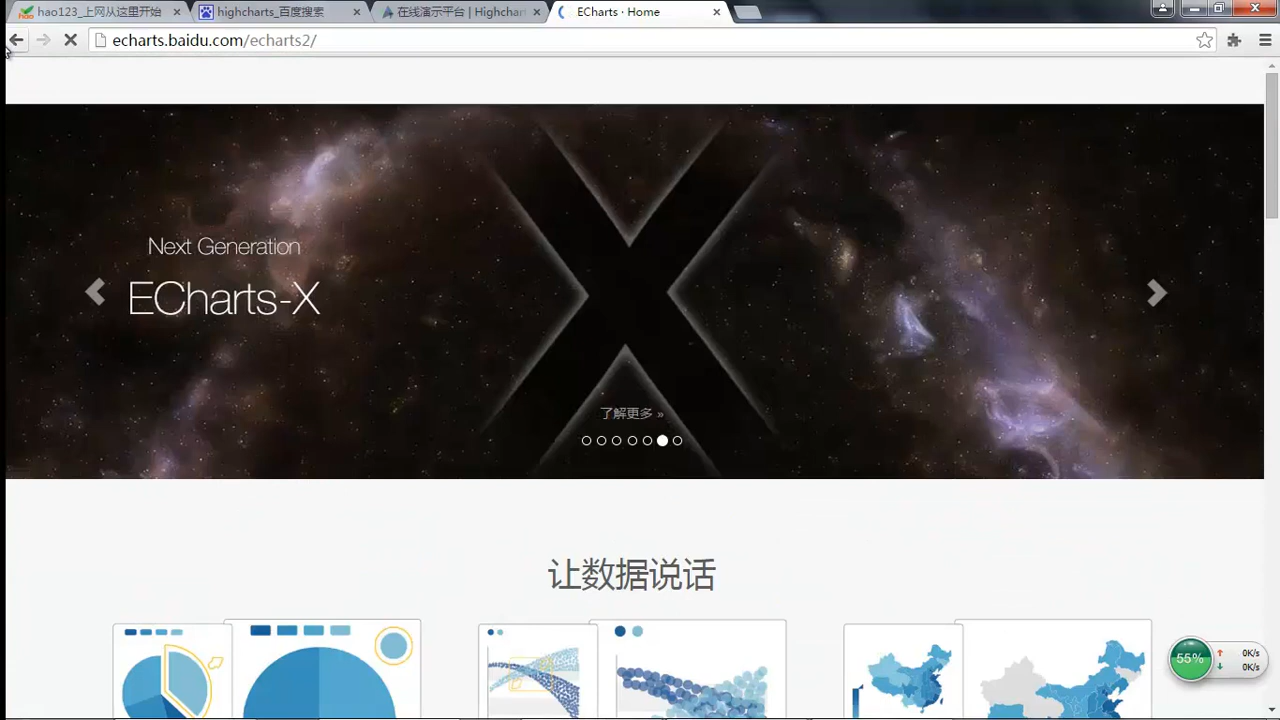 hao123_上网从这里开始
highcharts_百度搜索
在线演示平台 | Highchar
ECharts · Home
echarts.baidu.com/echarts2/
Next Generation
ECharts-X
了解更多 »
让数据说话
55%
0K/s
0K/s